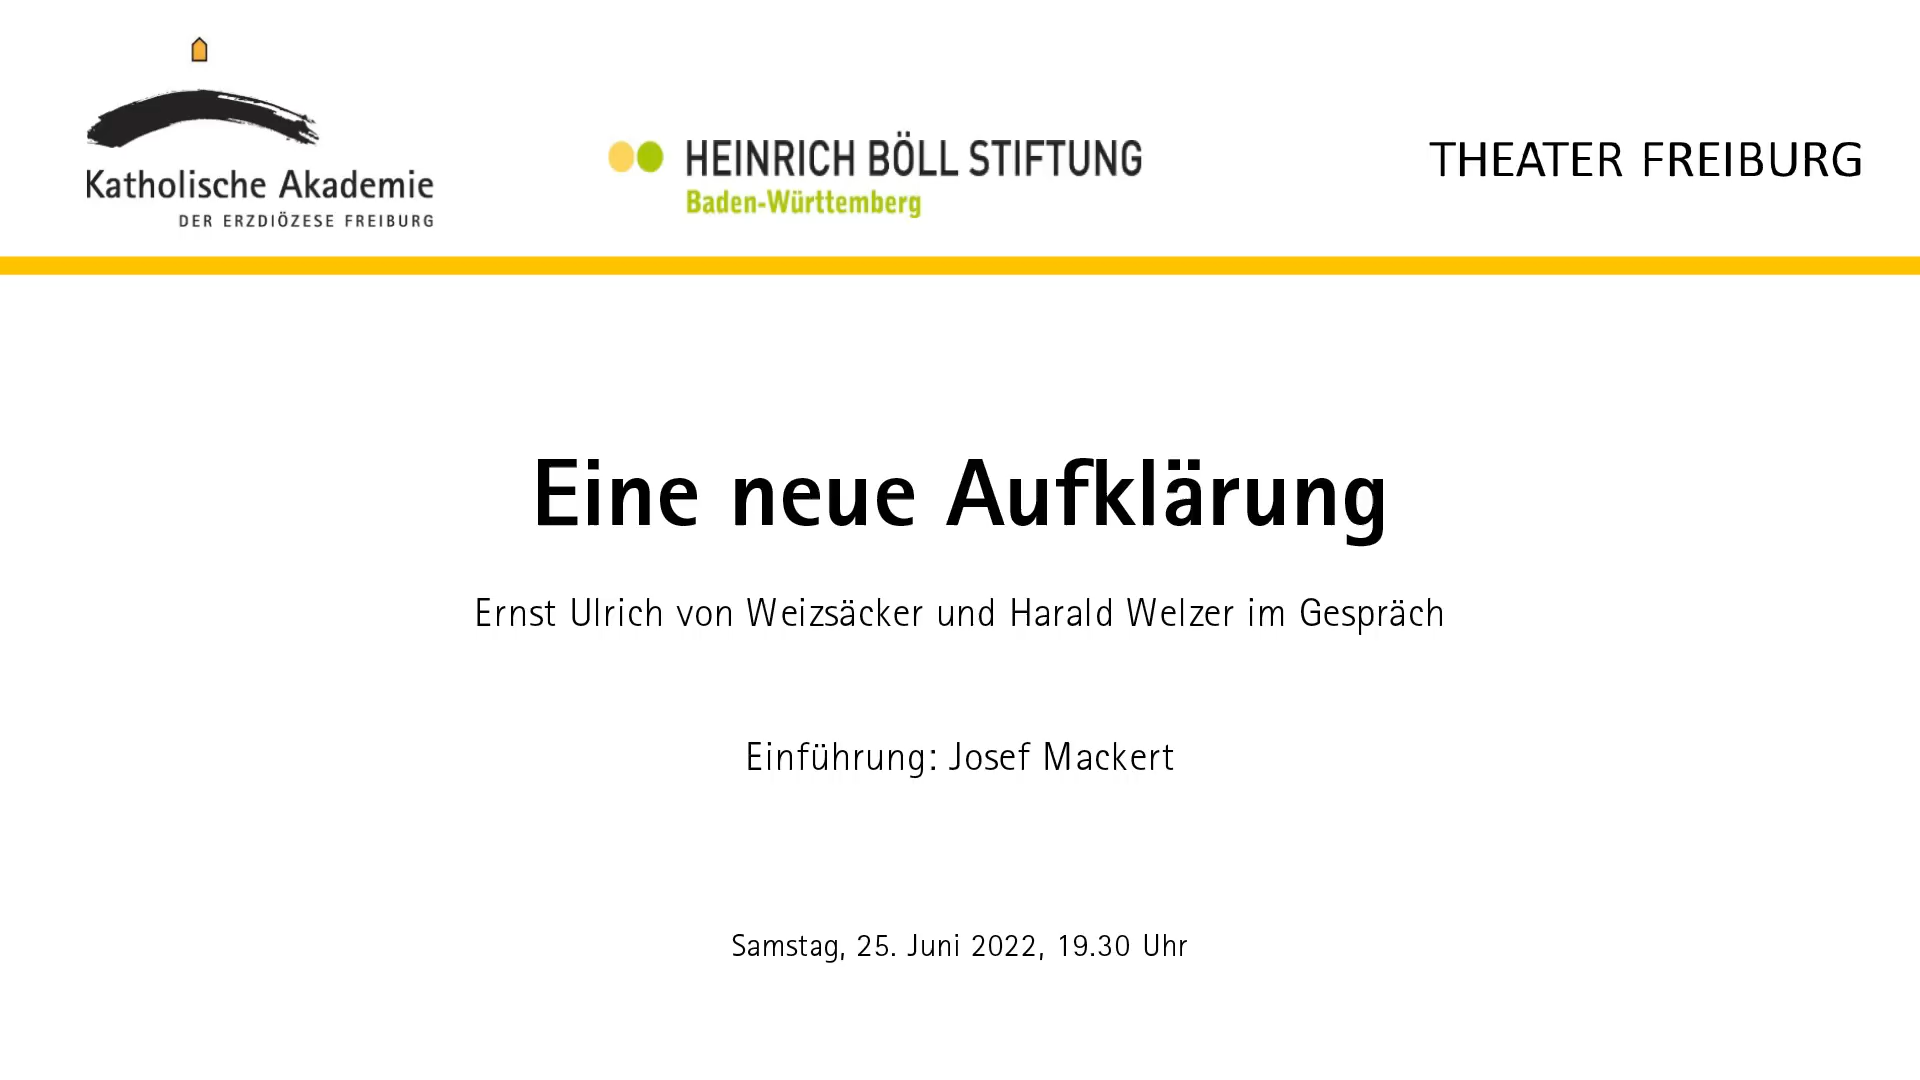 Katholische Akademie
DER ERZDIÖZESE FREIBURG
HEINRICH BÖLL STIFTUNG
Baden-Württemberg
THEATER FREIBURG
Eine neue Aufklärung
Ernst Ulrich von Weizsäcker und Harald Welzer im Gespräch
Einführung: Josef Mackert
Samstag, 25. Juni 2022, 19.30 Uhr